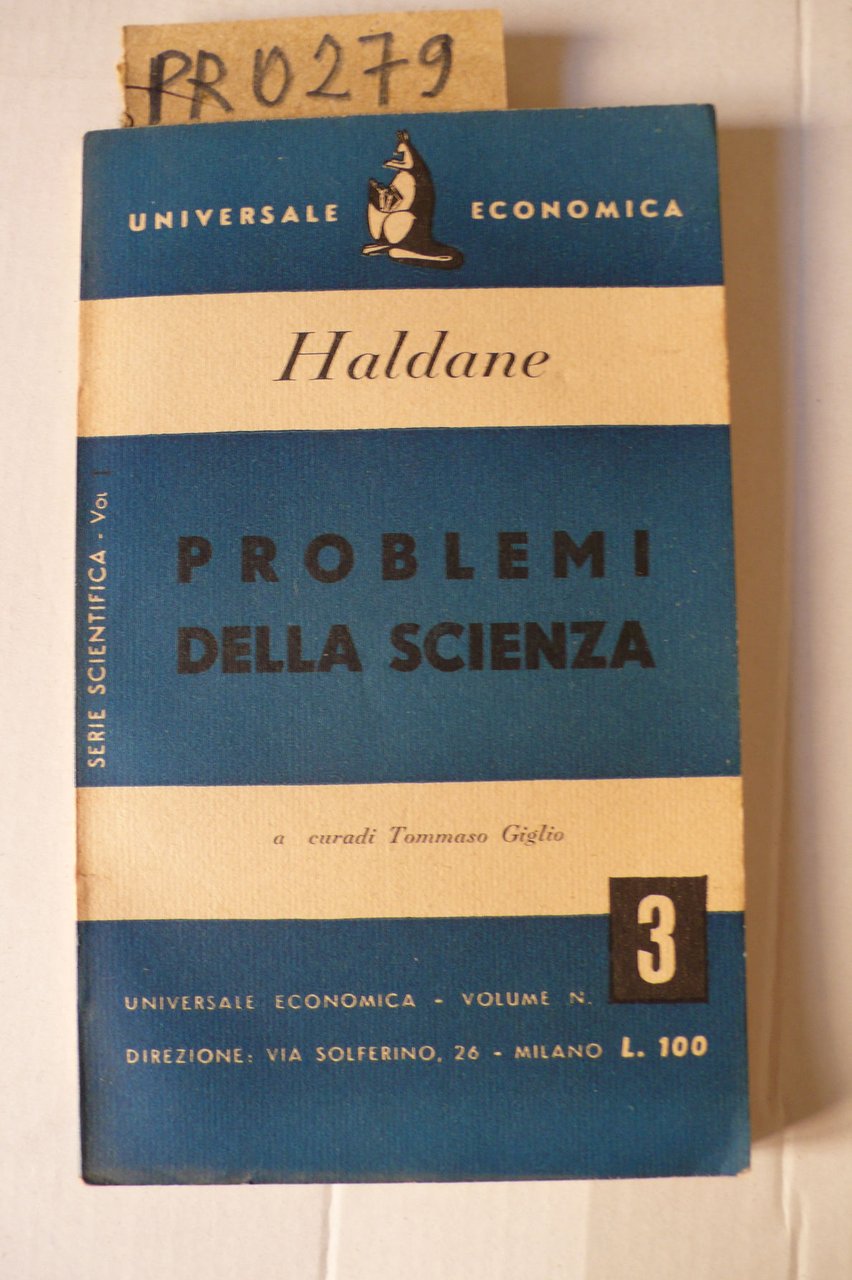 PRO279
UNIVERSALE ECONOMICA
Haldane
SERIE SCIENTIFICA - Vol I
PROBLEMI
DELLA SCIENZA
a curadi Tommaso Giglio
3
UNIVERSALE ECONOMICA - VOLUME N.
DIREZIONE: VIA SOLFERINO, 26 - MILANO L. 100